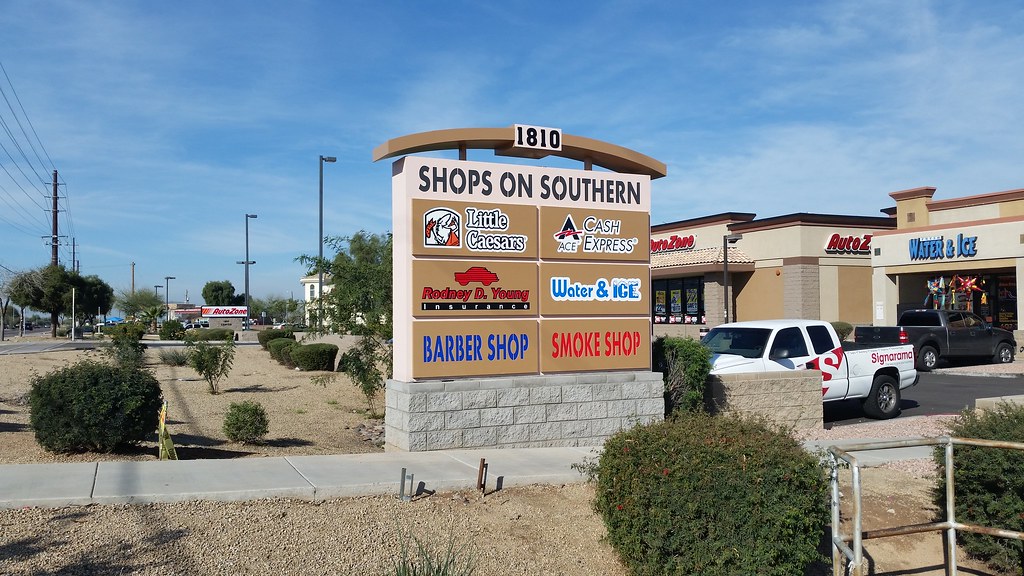 1810
SHOPS ON SOUTHERN
Little
Caesars
ACE
CASH
EXPRESS
Rodney D. Young
Insurance
Water & ICE
BARBER SHOP
SMOKE SHOP
AutoZone
AutoZone
AutoZ
WATER & ICE
Signarama
S